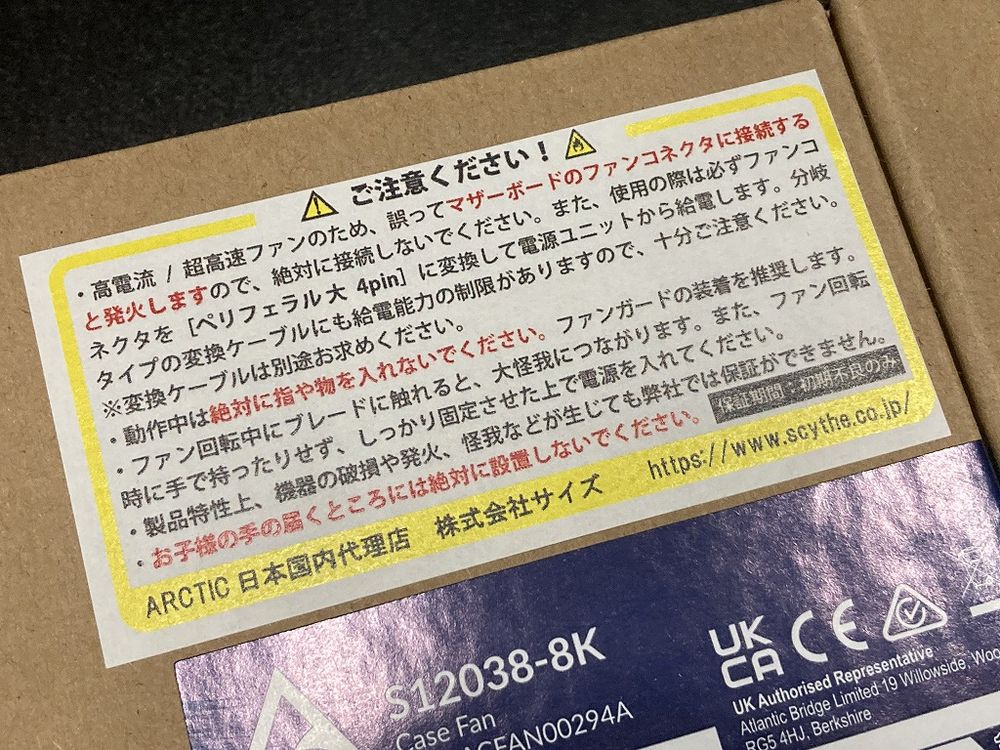 ご注意ください！
・高電流 / 超高速ファンのため、誤ってマザーボードのファンコネクタに接続する
と発火しますので、絶対に接続しないでください。また、使用の際は必ずファンコ
ネクタを［ペリフェラル大 4pin］に変換して電源ユニットから給電します。分岐
タイプの変換ケーブルにも給電能力の制限がありますので、十分ご注意ください。
※変換ケーブルは別途お求めください。
・動作中は絶対に指や物を入れないでください。ファンガードの装着を推奨します。
・ファン回転中にブレードに触れると、大怪我につながります。また、ファン回転
時に手で持ったりせず、しっかり固定させた上で電源を入れてください。
・製品特性上、機器の破損や発火、怪我などが生じても弊社では保証ができません。
・お子様の手の届くところには絶対に設置しないでください。
保証期間：初期不良のみ
ARCTIC 日本国内代理店 株式会社サイズ https://www.scythe.co.jp/
S12038-8K
Case Fan
ACFAN00294A
UK
CA
CE
UK Authorised Representative
Atlantic Bridge Limited 19 Willowside, Woo
RG5 4HJ, Berkshire